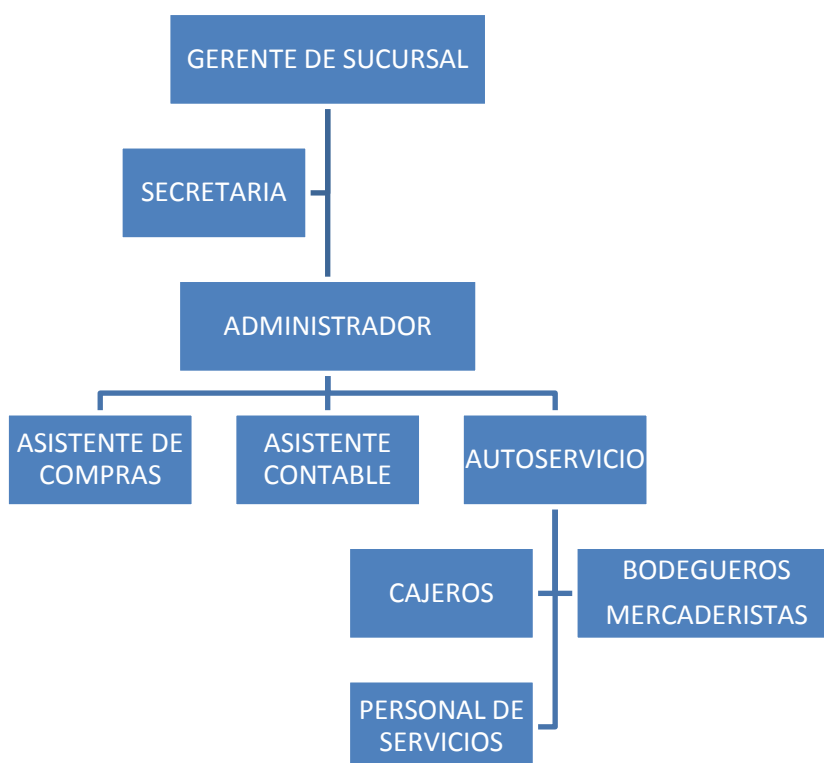 GERENTE DE SUCURSAL
SECRETARIA
ADMINISTRADOR
ASISTENTE DE
COMPRAS
ASISTENTE
CONTABLE
AUTOSERVICIO
CAJEROS
BODEGUEROS
MERCADERISTAS
PERSONAL DE
SERVICIOS